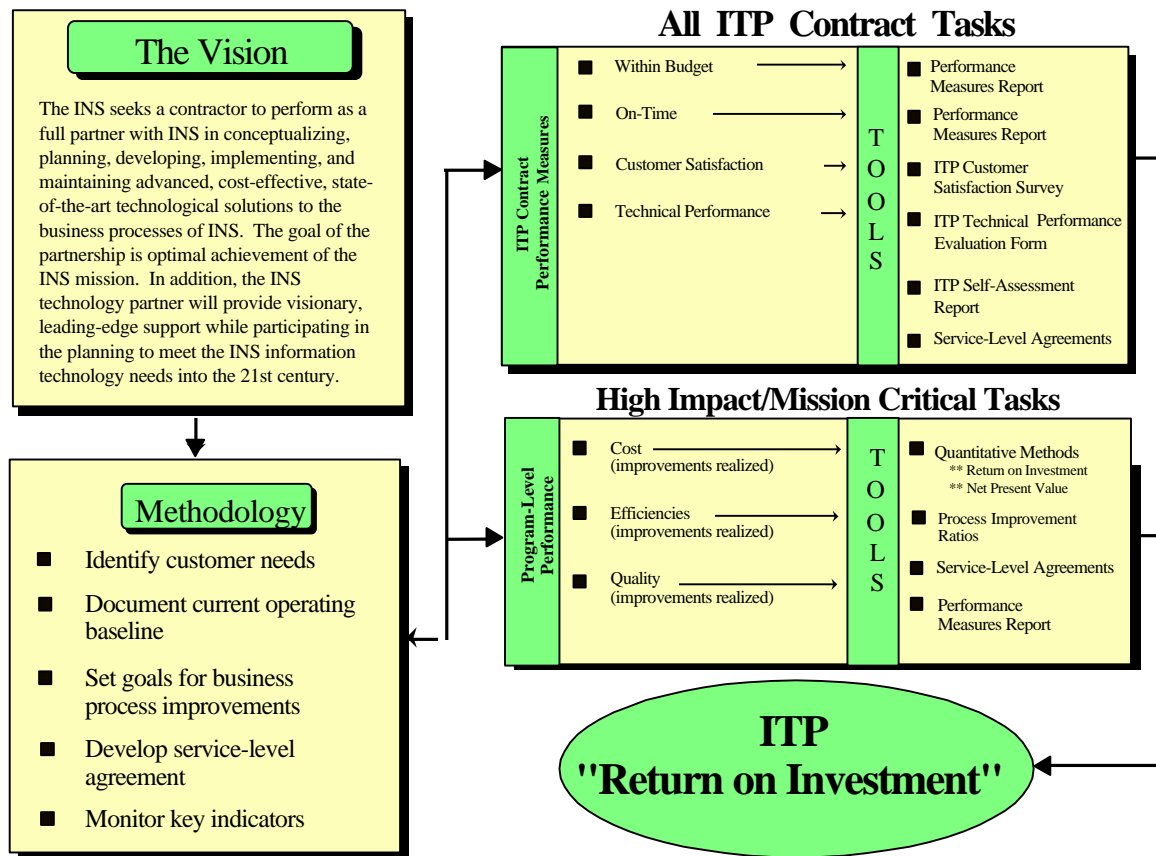 The Vision
The INS seeks a contractor to perform as a
full partner with INS in conceptualizing,
planning, developing, implementing, and
maintaining advanced, cost-effective, state-
of-the-art technological solutions to the
business processes of INS.  The goal of the
partnership is optimal achievement of the
INS mission.  In addition, the INS
technology partner will provide visionary,
leading-edge support while participating in
the planning to meet the INS information
technology needs into the 21st century.
Methodology
Identify customer needs
Document current operating
baseline
Set goals for business
process improvements
Develop service-level
agreement
Monitor key indicators
All ITP Contract Tasks
ITP Contract
Performance Measures
Within Budget
On-Time
Customer Satisfaction
Technical Performance
T
O
O
L
S
Performance
Measures Report
Performance
Measures Report
ITP Customer
Satisfaction Survey
ITP Technical Performance
Evaluation Form
ITP Self-Assessment
Report
Service-Level Agreements
High Impact/Mission Critical Tasks
Program-Level
Performance
Cost
(improvements realized)
Efficiencies
(improvements realized)
Quality
(improvements realized)
T
O
O
L
S
Quantitative Methods
** Return on Investment
** Net Present Value
Process Improvement
Ratios
Service-Level Agreements
Performance
Measures Report
ITP
"Return on Investment"